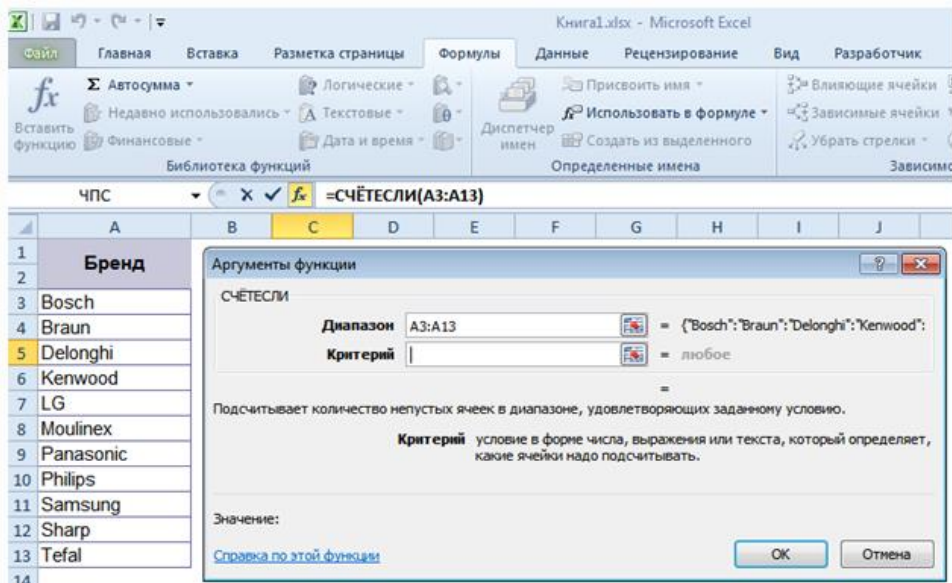 Книга1.xlsx - Microsoft Excel
Файл Главная Вставка Разметка страницы Формулы Данные Рецензирование Вид Разработчик
fx Σ Автосумма Логические Присвоить имя Влияющие ячейки
Недавно использовались Текстовые Использовать в формуле Зависимые ячейки
Вставить функцию Финансовые Дата и время Диспетчер имен Создать из выделенного Убрать стрелки
Библиотека функций Определенные имена Зависимо
ЧПС fx =СЧЁТЕСЛИ(A3:A13)
A B C D E F G H I J
1
2
Бренд
3 Bosch
4 Braun
5 Delonghi
6 Kenwood
7 LG
8 Moulinex
9 Panasonic
10 Philips
11 Samsung
12 Sharp
13 Tefal
14
Аргументы функции
СЧЁТЕСЛИ
Диапазон A3:A13 = {"Bosch":"Braun":"Delonghi":"Kenwood":
Критерий = любое
=
Подсчитывает количество непустых ячеек в диапазоне, удовлетворяющих заданному условию.
Критерий условие в форме числа, выражения или текста, который определяет,
какие ячейки надо подсчитывать.
Значение:
Справка по этой функции ОК Отмена